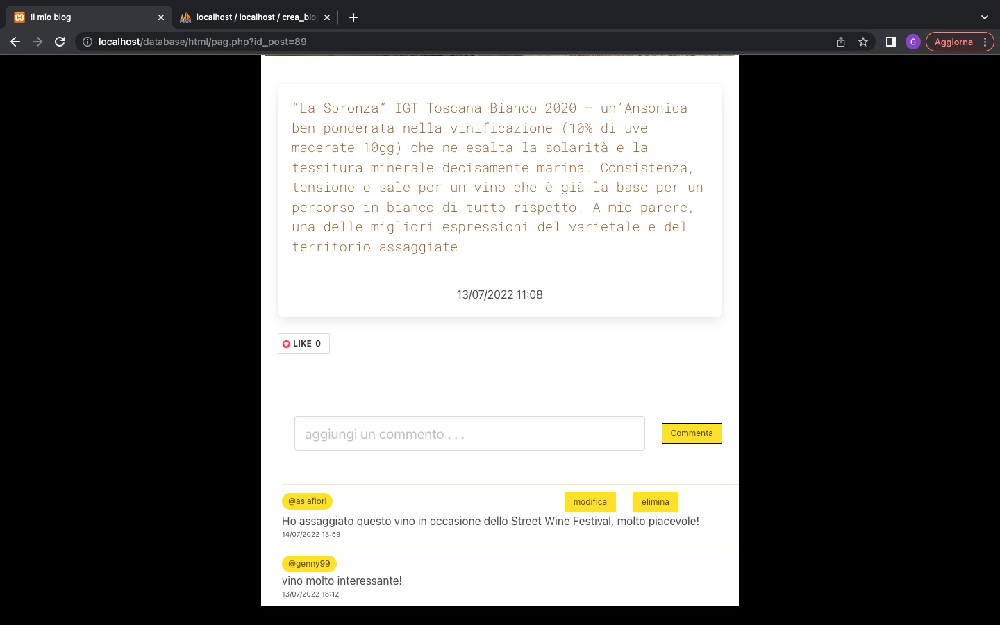 Il mio blog
localhost / localhost / crea_blo
localhost/database/html/pag.php?id_post=89
G
Aggiorna
“La Sbronza” IGT Toscana Bianco 2020 – un’Ansonica
ben ponderata nella vinificazione (10% di uve
macerate 10gg) che ne esalta la solarità e la
tessitura minerale decisamente marina. Consistenza,
tensione e sale per un vino che è già la base per un
percorso in bianco di tutto rispetto. A mio parere,
una delle migliori espressioni del varietale e del
territorio assaggiate.
13/07/2022 11:08
LIKE 0
aggiungi un commento . . .
Commenta
@asiafiori
modifica
elimina
Ho assaggiato questo vino in occasione dello Street Wine Festival, molto piacevole!
14/07/2022 13:59
@genny99
vino molto interessante!
13/07/2022 18:12